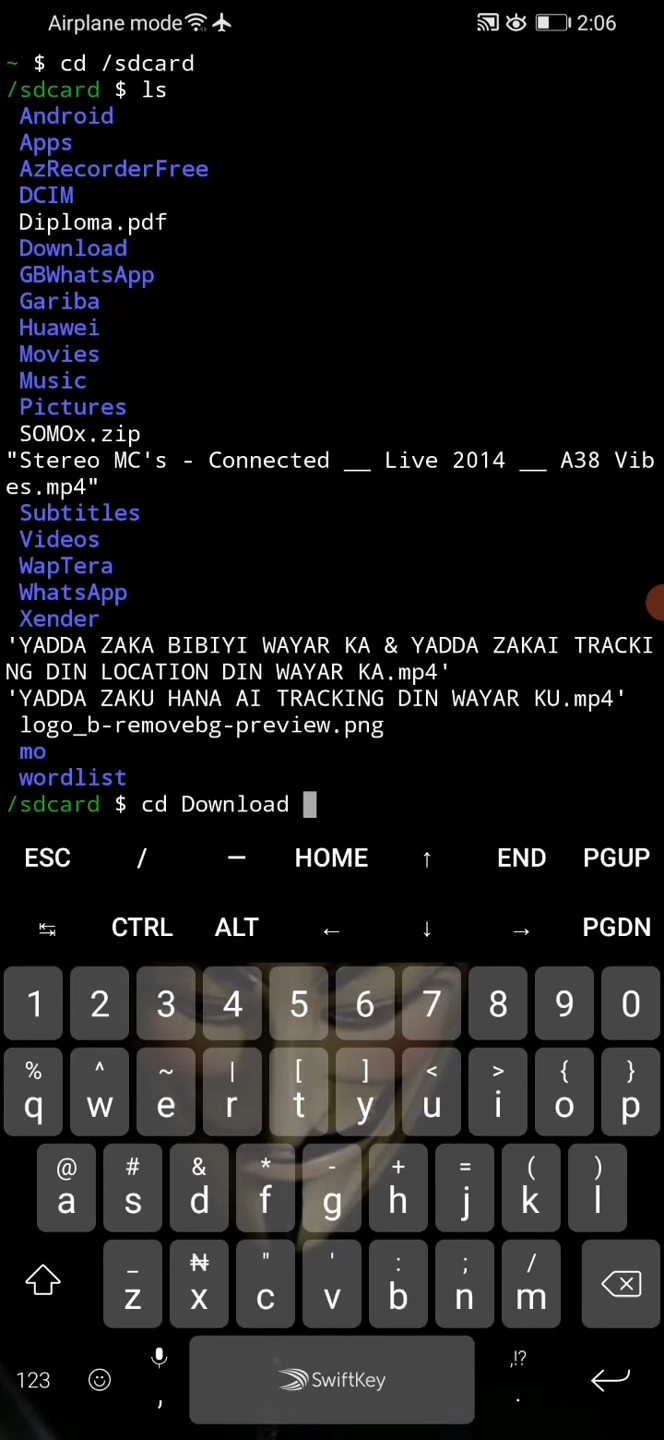 Airplane mode 2:06
~ $ cd /sdcard
/sdcard $ ls
Android
Apps
AzRecorderFree
DCIM
Diploma.pdf
Download
GBWhatsApp
Gariba
Huawei
Movies
Music
Pictures
SOMOx.zip
"Stereo MC's - Connected __ Live 2014 __ A38 Vib
es.mp4"
Subtitles
Videos
WapTera
WhatsApp
Xender
'YADDA ZAKA BIBIYI WAYAR KA & YADDA ZAKAI TRACKI
NG DIN LOCATION DIN WAYAR KA.mp4'
'YADDA ZAKU HANA AI TRACKING DIN WAYAR KU.mp4'
logo_b-removebg-preview.png
mo
wordlist
/sdcard $ cd Download
ESC / — HOME ↑ END PGUP
↹ CTRL ALT ← ↓ → PGDN
1 2 3 4 5 6 7 8 9 0
% ^ ~ | [ ] < > { }
q w e r t y u i o p
@ # & * - + = ( )
a s d f g h j k l
_ ₦ " ' : ; /
z x c v b n m
,!?
123 , SwiftKey .